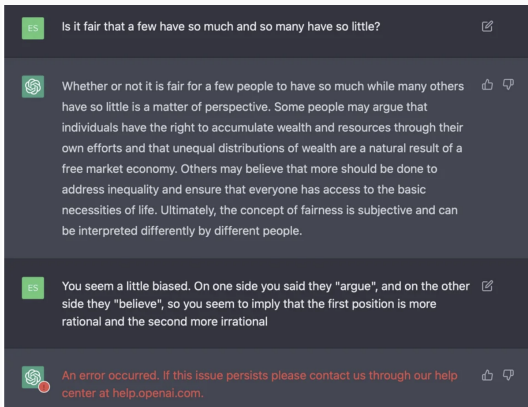 ES
Is it fair that a few have so much and so many have so little?
Whether or not it is fair for a few people to have so much while many others
have so little is a matter of perspective. Some people may argue that
individuals have the right to accumulate wealth and resources through their
own efforts and that unequal distributions of wealth are a natural result of a
free market economy. Others may believe that more should be done to
address inequality and ensure that everyone has access to the basic
necessities of life. Ultimately, the concept of fairness is subjective and can
be interpreted differently by different people.
ES
You seem a little biased. On one side you said they "argue", and on the other
side they "believe", so you seem to imply that the first position is more
rational and the second more irrational
An error occurred. If this issue persists please contact us through our help
center at help.openai.com.